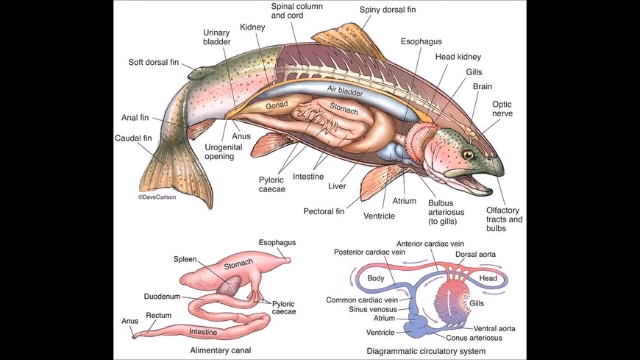 Spinal column
and cord
Spiny dorsal fin
Kidney
Urinary
bladder
Esophagus
Soft dorsal fin
Head kidney
Gills
Brain
Air bladder
Optic
nerve
Gonad
Stomach
Anal fin
Caudal fin
Anus
Urogenital
opening
Pyloric
caecae
Intestine
Liver
Pectoral fin
Ventricle
Atrium
Bulbus
arteriosus
(to gills)
Olfactory
tracts and
bulbs
©DaveCarlson
Esophagus
Spleen
Stomach
Duodenum
Pyloric
caecae
Rectum
Anus
Intestine
Alimentary canal
Anterior cardiac vein
Posterior cardiac vein
Dorsal aorta
Body
Head
Common cardiac vein
Sinus venosus
Gills
Atrium
Ventricle
Ventral aorta
Conus arteriosus
Diagrammatic circulatory system